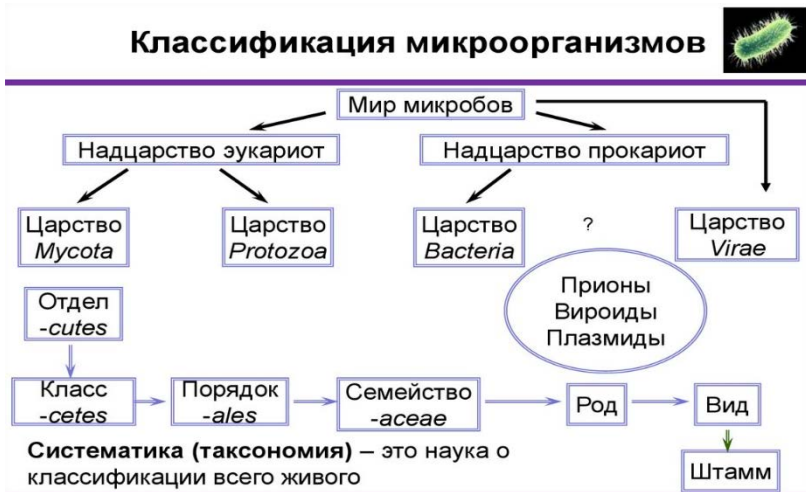 Классификация микроорганизмов
Мир микробов
Надцарство эукариот
Надцарство прокариот
Царство
Mycota
Царство
Protozoa
Царство
Bacteria
?
Царство
Virae
Прионы
Вироиды
Плазмиды
Отдел
-cutes
Класс
-cetes
Порядок
-ales
Семейство
-aceae
Род
Вид
Штамм
Систематика (таксономия) – это наука о
классификации всего живого